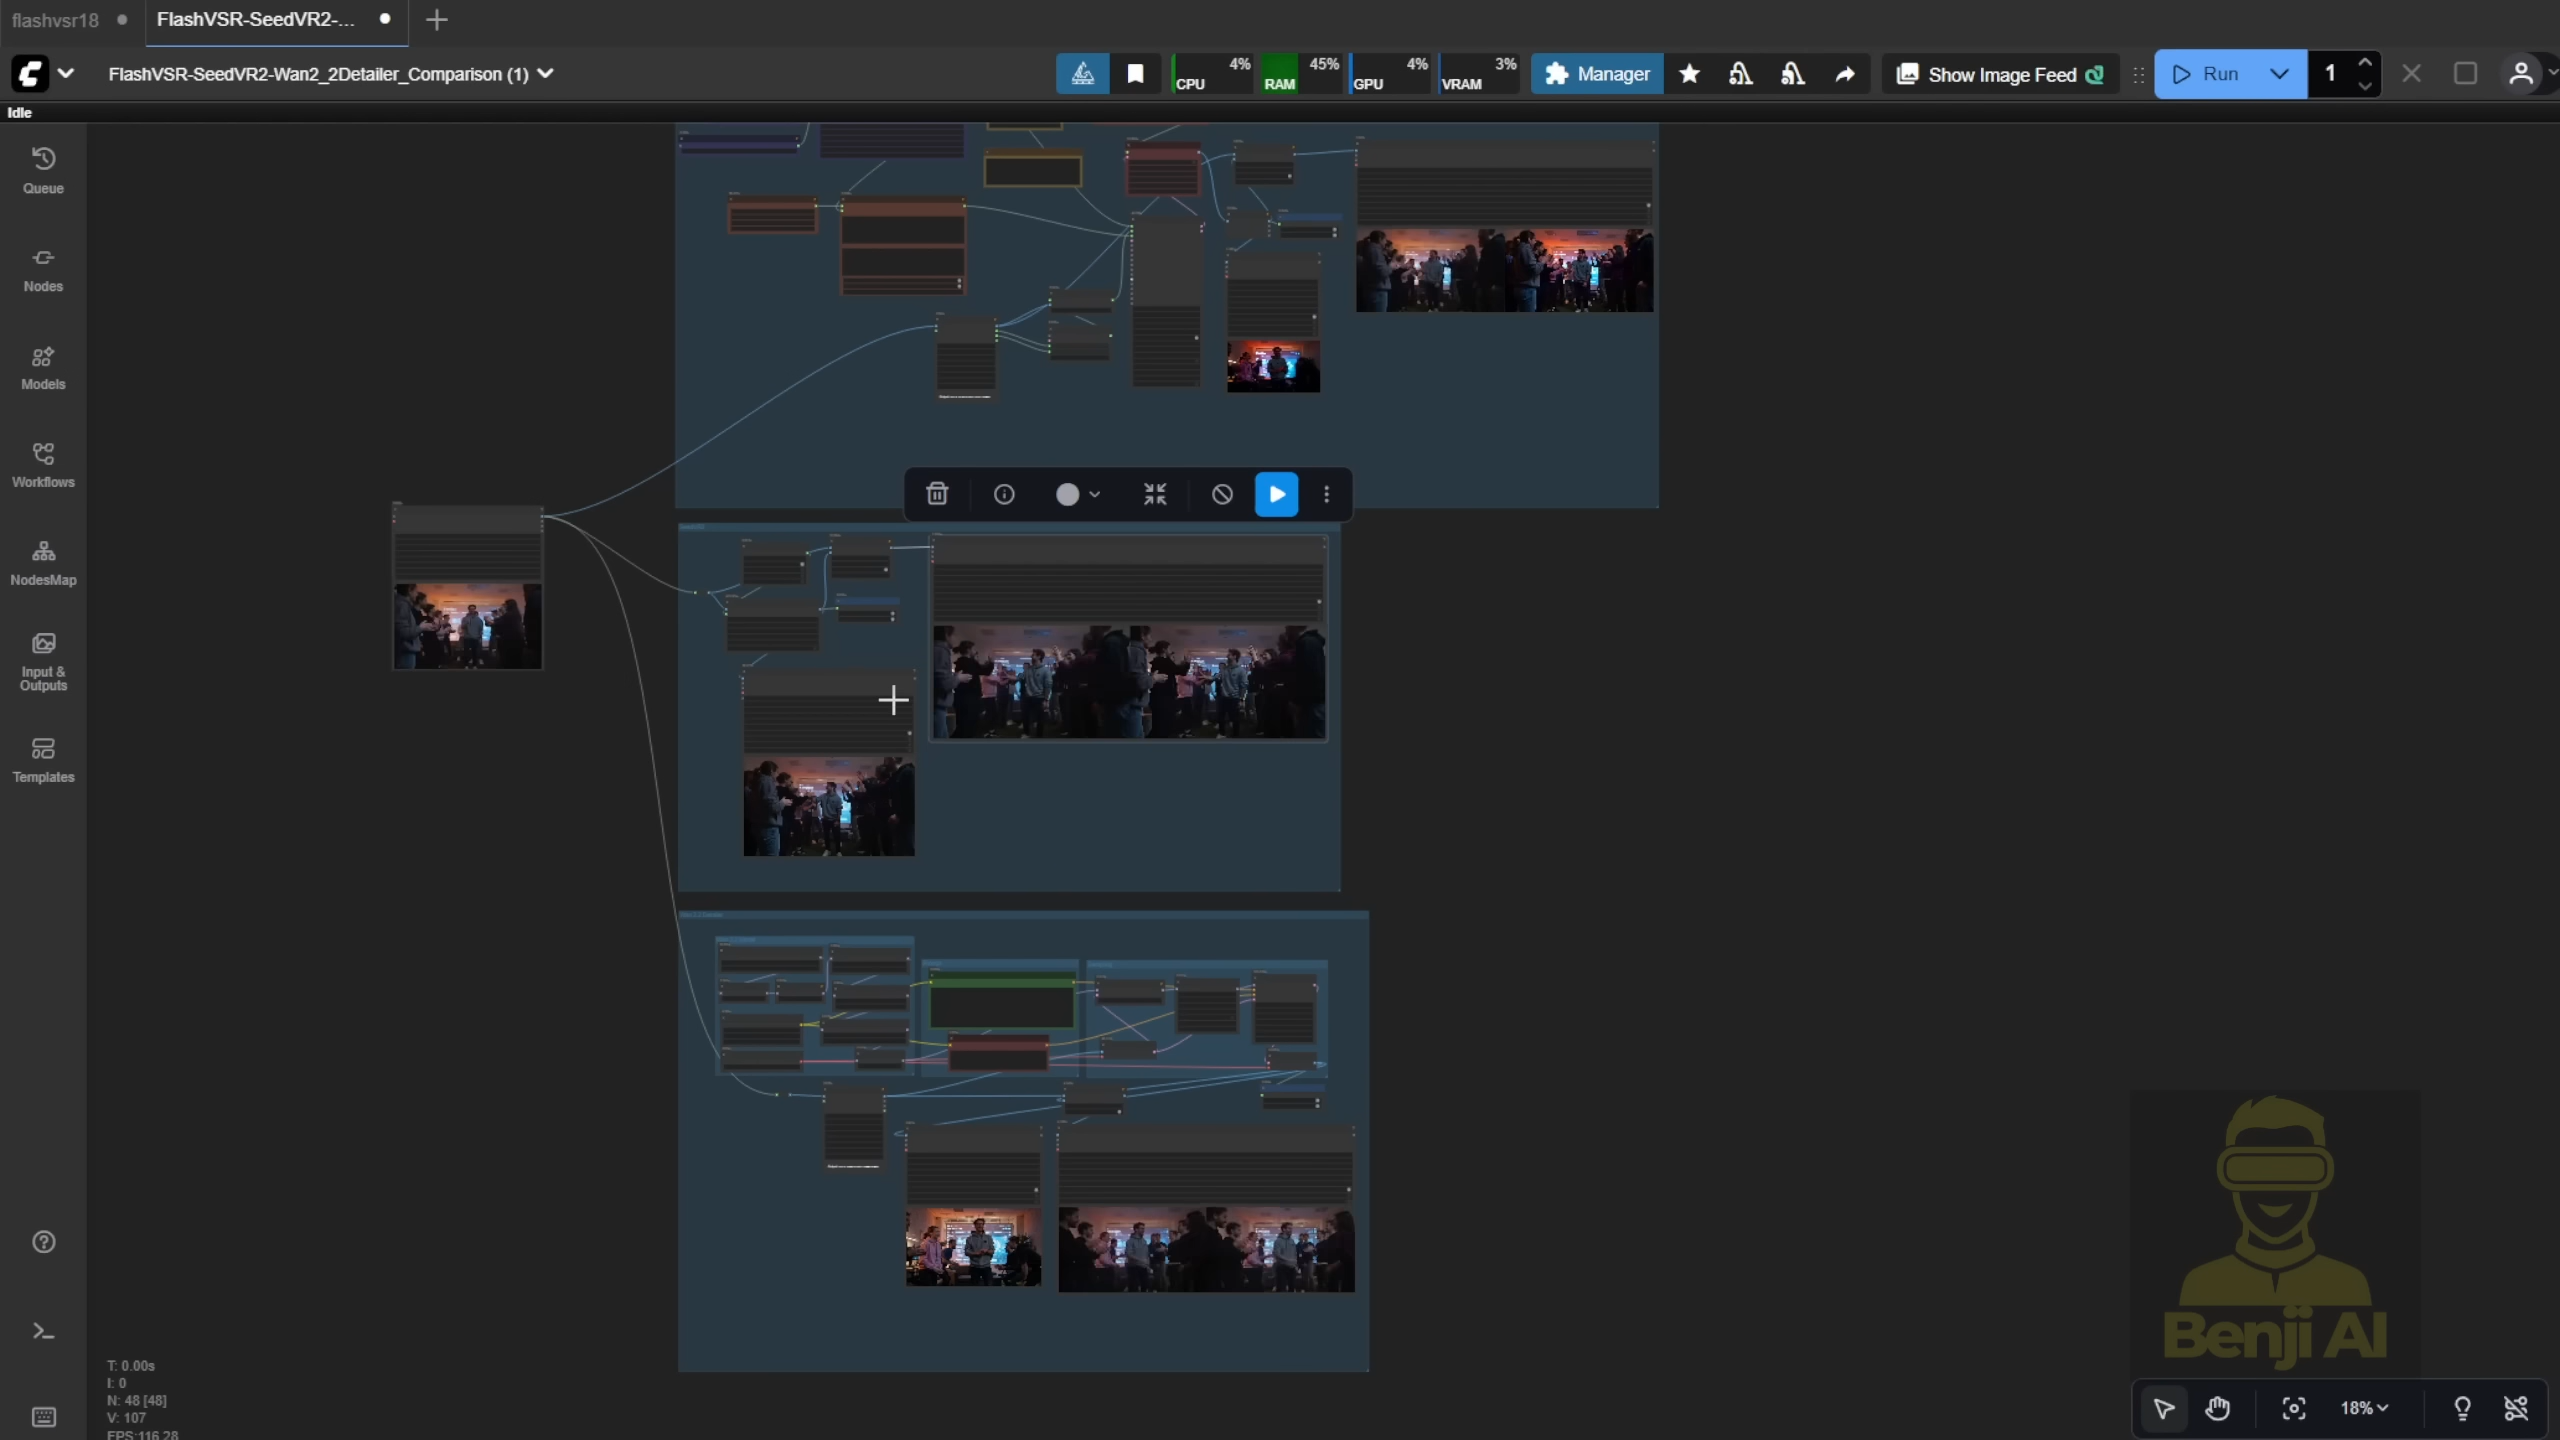 flashvsr18
FlashVSR-SeedVR2-...
FlashVSR-SeedVR2-Wan2_2Detailer_Comparison (1)
CPU 4%
RAM 45%
GPU 4%
VRAM 3%
Manager
Show Image Feed
Run
1
Idle
Queue
Nodes
Models
Workflows
NodesMap
Input &
Outputs
Templates
T: 0.00s
I: 0
N: 48 [48]
V: 107
FPS:116.28
Benji AI
18%